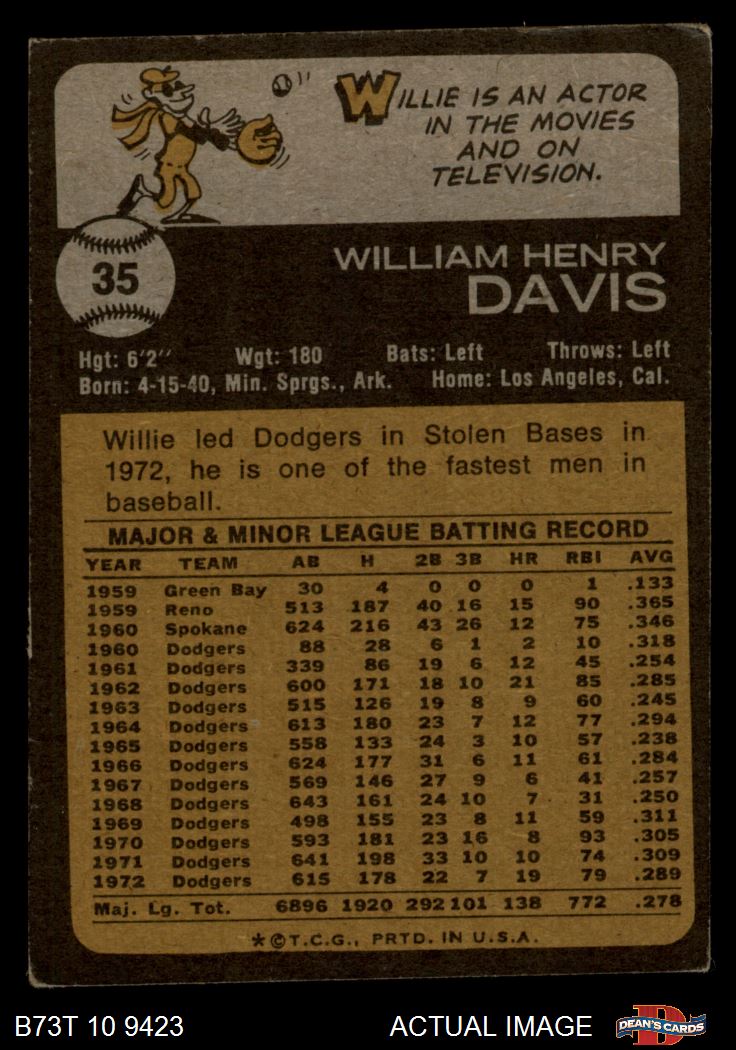 WILLIE IS AN ACTOR
IN THE MOVIES
AND ON
TELEVISION.
35
WILLIAM HENRY
DAVIS
Hgt: 6'2" Wgt: 180 Bats: Left Throws: Left
Born: 4-15-40, Min. Sprgs., Ark. Home: Los Angeles, Cal.
Willie led Dodgers in Stolen Bases in
1972, he is one of the fastest men in
baseball.
MAJOR & MINOR LEAGUE BATTING RECORD
YEAR TEAM AB H 2B 3B HR RBI AVG
1959 Green Bay 30 4 0 0 0 1 .133
1959 Reno 513 187 40 16 15 90 .365
1960 Spokane 624 216 43 26 12 75 .346
1960 Dodgers 88 28 6 1 2 10 .318
1961 Dodgers 339 86 19 6 12 45 .254
1962 Dodgers 600 171 18 10 21 85 .285
1963 Dodgers 515 126 19 8 9 60 .245
1964 Dodgers 613 180 23 7 12 77 .294
1965 Dodgers 558 133 24 3 10 57 .238
1966 Dodgers 624 177 31 6 11 61 .284
1967 Dodgers 569 146 27 9 6 41 .257
1968 Dodgers 643 161 24 10 7 31 .250
1969 Dodgers 498 155 23 8 11 59 .311
1970 Dodgers 593 181 23 16 8 93 .305
1971 Dodgers 641 198 33 10 10 74 .309
1972 Dodgers 615 178 22 7 19 79 .289
Maj. Lg. Tot. 6896 1920 292 101 138 772 .278
*©T.C.G., PRTD. IN U.S.A.
B73T 10 9423 ACTUAL IMAGE DEAN'S CARDS